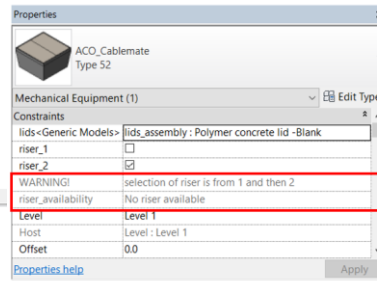 Properties
ACO_Cablemate
Type 52
Mechanical Equipment (1)
Edit Type
Constraints
lids<Generic Models> lids_assembly : Polymer concrete lid -Blank
riser_1
riser_2
WARNING! selection of riser is from 1 and then 2
riser_availability No riser available
Level Level 1
Host Level : Level 1
Offset 0.0
Properties help Apply